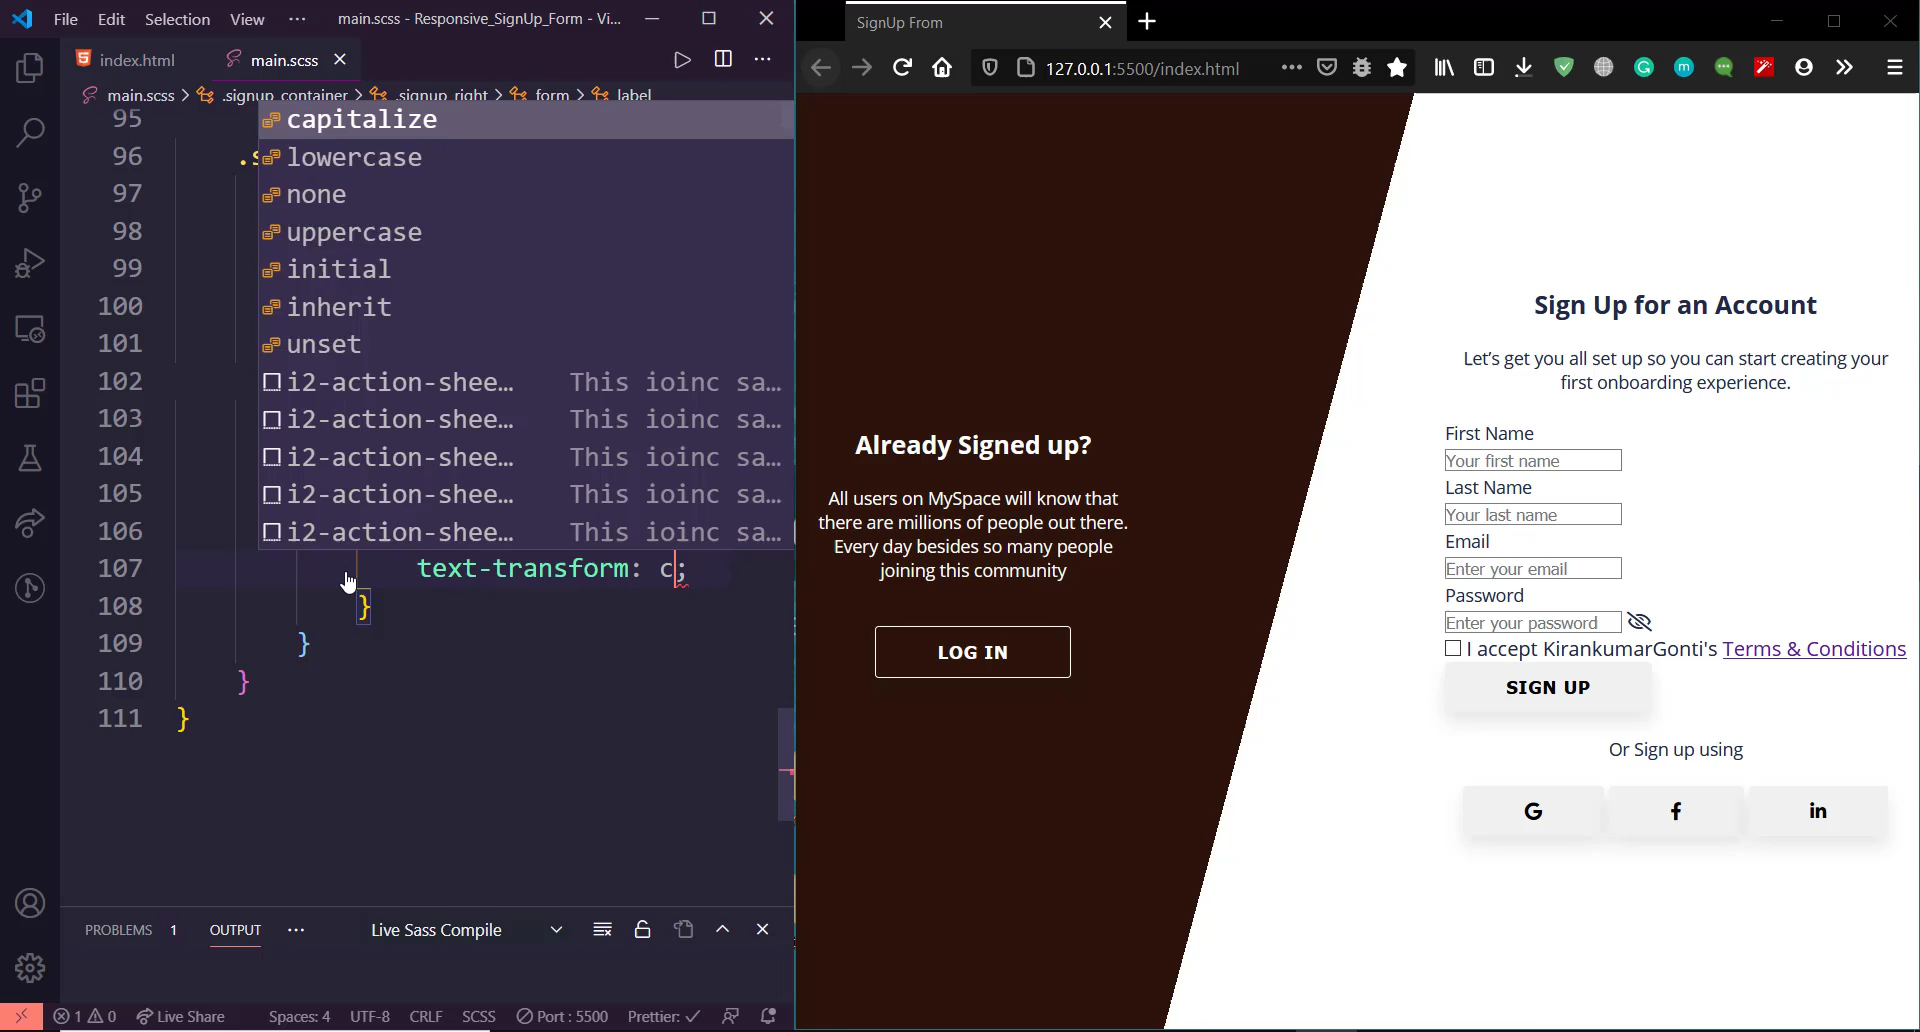 File Edit Selection View ··· main.scss - Responsive_SignUp_Form - Vi...
index.html main.scss
main.scss > .signup_container > .signup_right > form > label
95
96 .s
97
98
99
100
101
102
103
104
105
106
107 text-transform: c;
108 }
109 }
110 }
111 }
capitalize
lowercase
none
uppercase
initial
inherit
unset
i2-action-shee… This ioinc sa…
i2-action-shee… This ioinc sa…
i2-action-shee… This ioinc sa…
i2-action-shee… This ioinc sa…
i2-action-shee… This ioinc sa…
PROBLEMS 1 OUTPUT ··· Live Sass Compile
1 0 Live Share Spaces: 4 UTF-8 CRLF SCSS Port : 5500 Prettier: ✓
SignUp From
127.0.0.1:5500/index.html
Already Signed up?
All users on MySpace will know that
there are millions of people out there.
Every day besides so many people
joining this community
LOG IN
Sign Up for an Account
Let’s get you all set up so you can start creating your
first onboarding experience.
First Name
Your first name
Last Name
Your last name
Email
Enter your email
Password
Enter your password
I accept KirankumarGonti's Terms & Conditions
SIGN UP
Or Sign up using
G f in